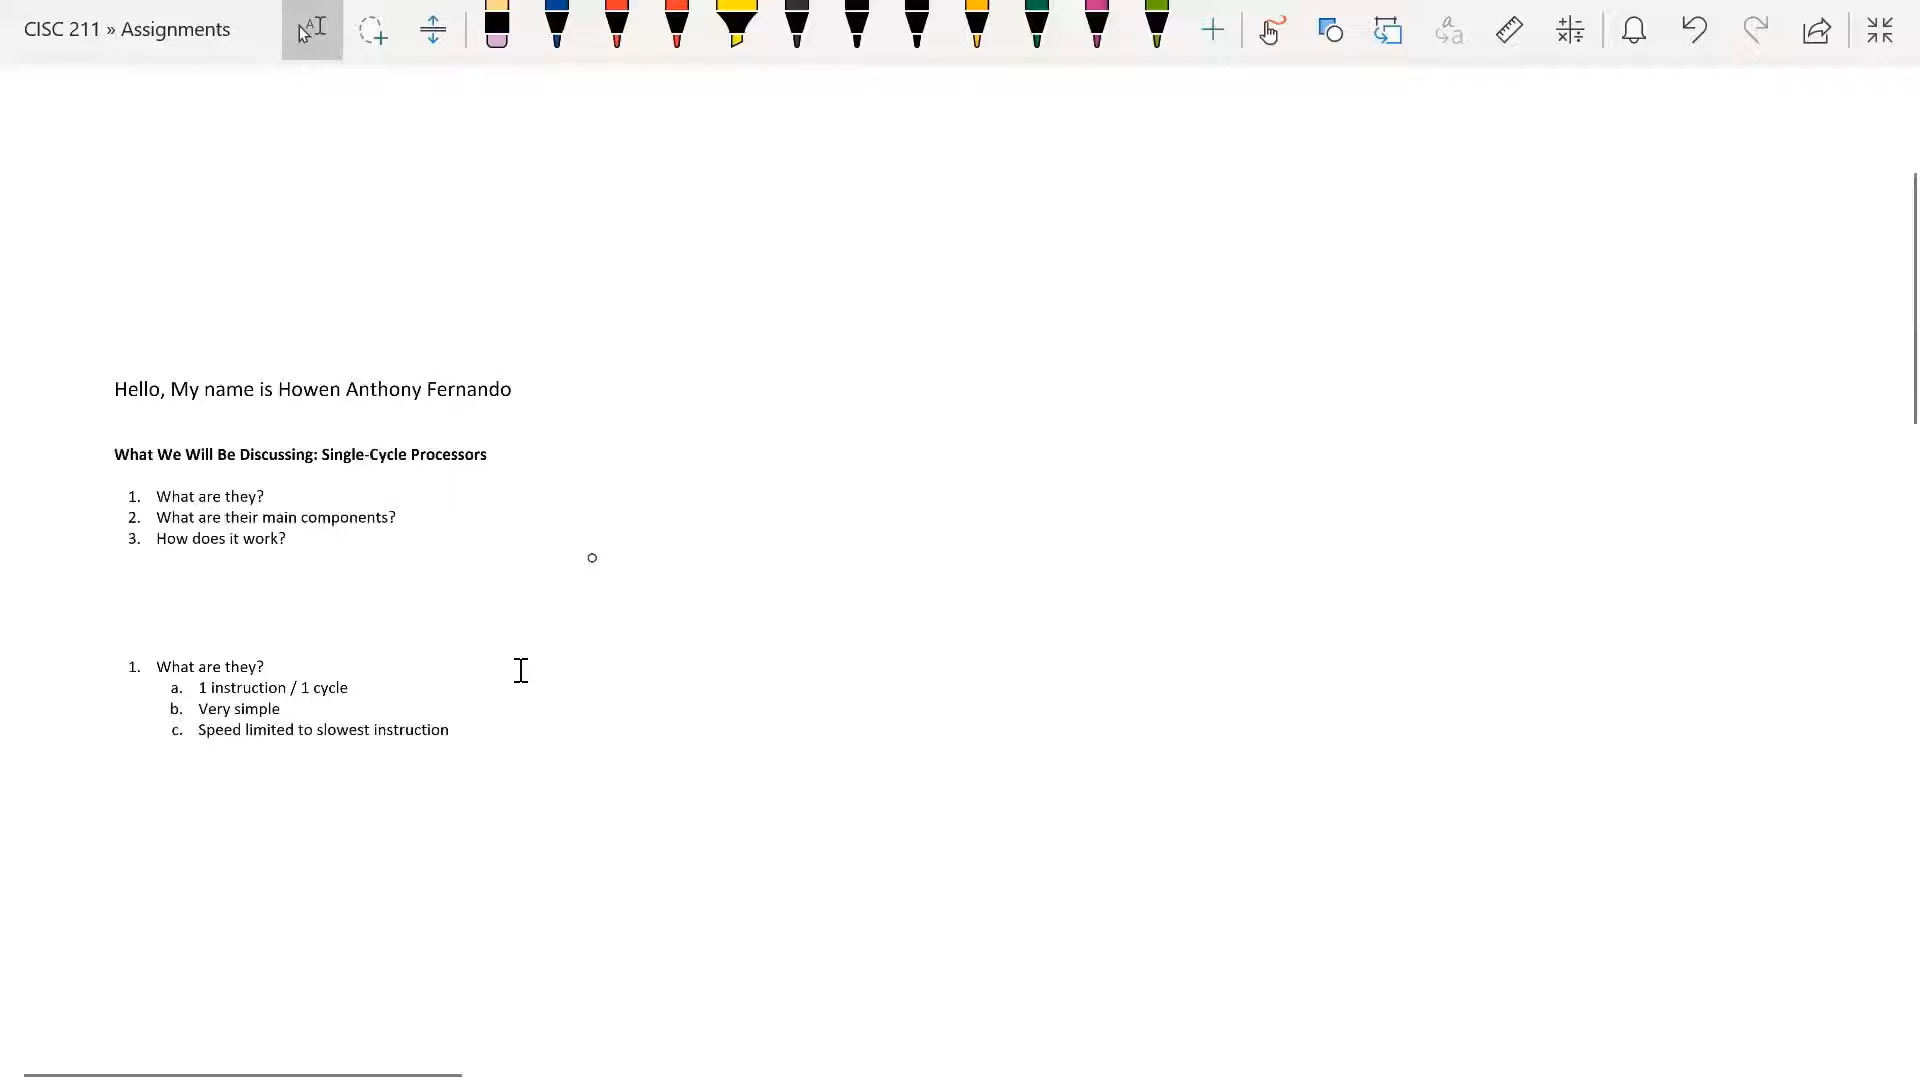 CISC 211 » Assignments
Hello, My name is Howen Anthony Fernando
What We Will Be Discussing: Single-Cycle Processors
1. What are they?
2. What are their main components?
3. How does it work?
1. What are they?
a. 1 instruction / 1 cycle
b. Very simple
c. Speed limited to slowest instruction